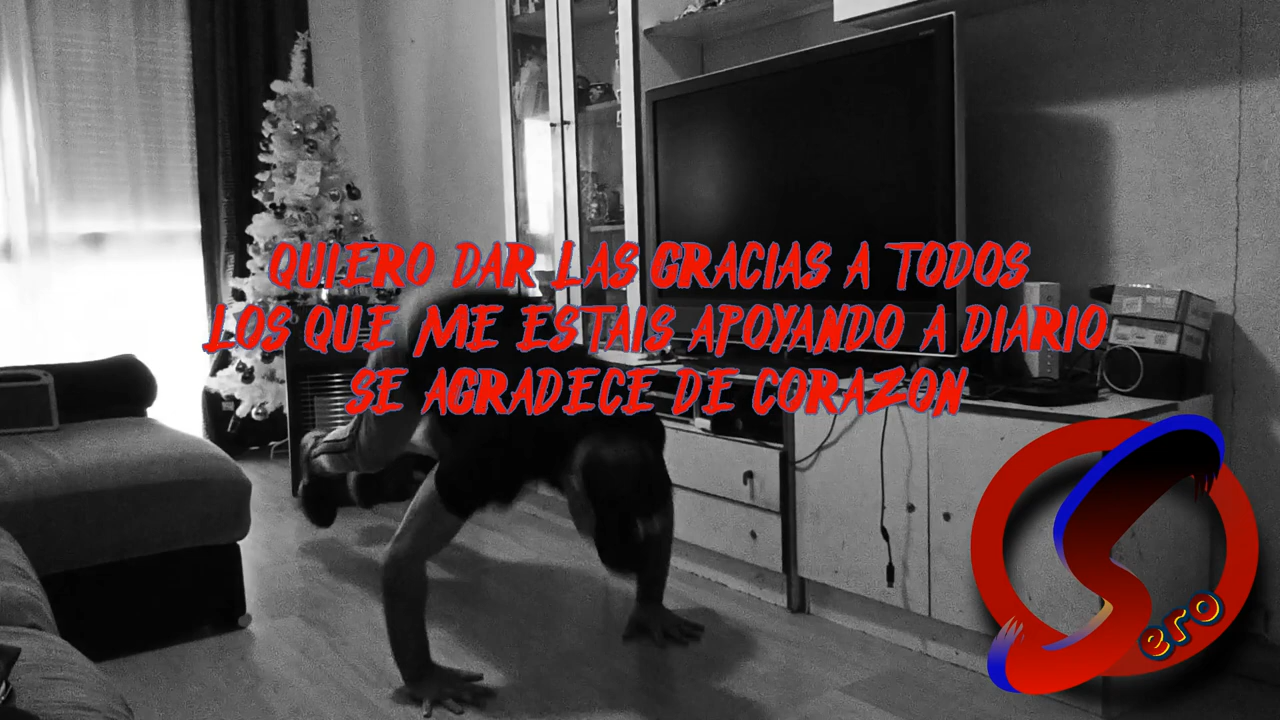 QUIERO DAR LAS GRACIAS A TODOS
LOS QUE ME ESTAIS APOYANDO A DIARIO
SE AGRADECE DE CORAZON
Sero